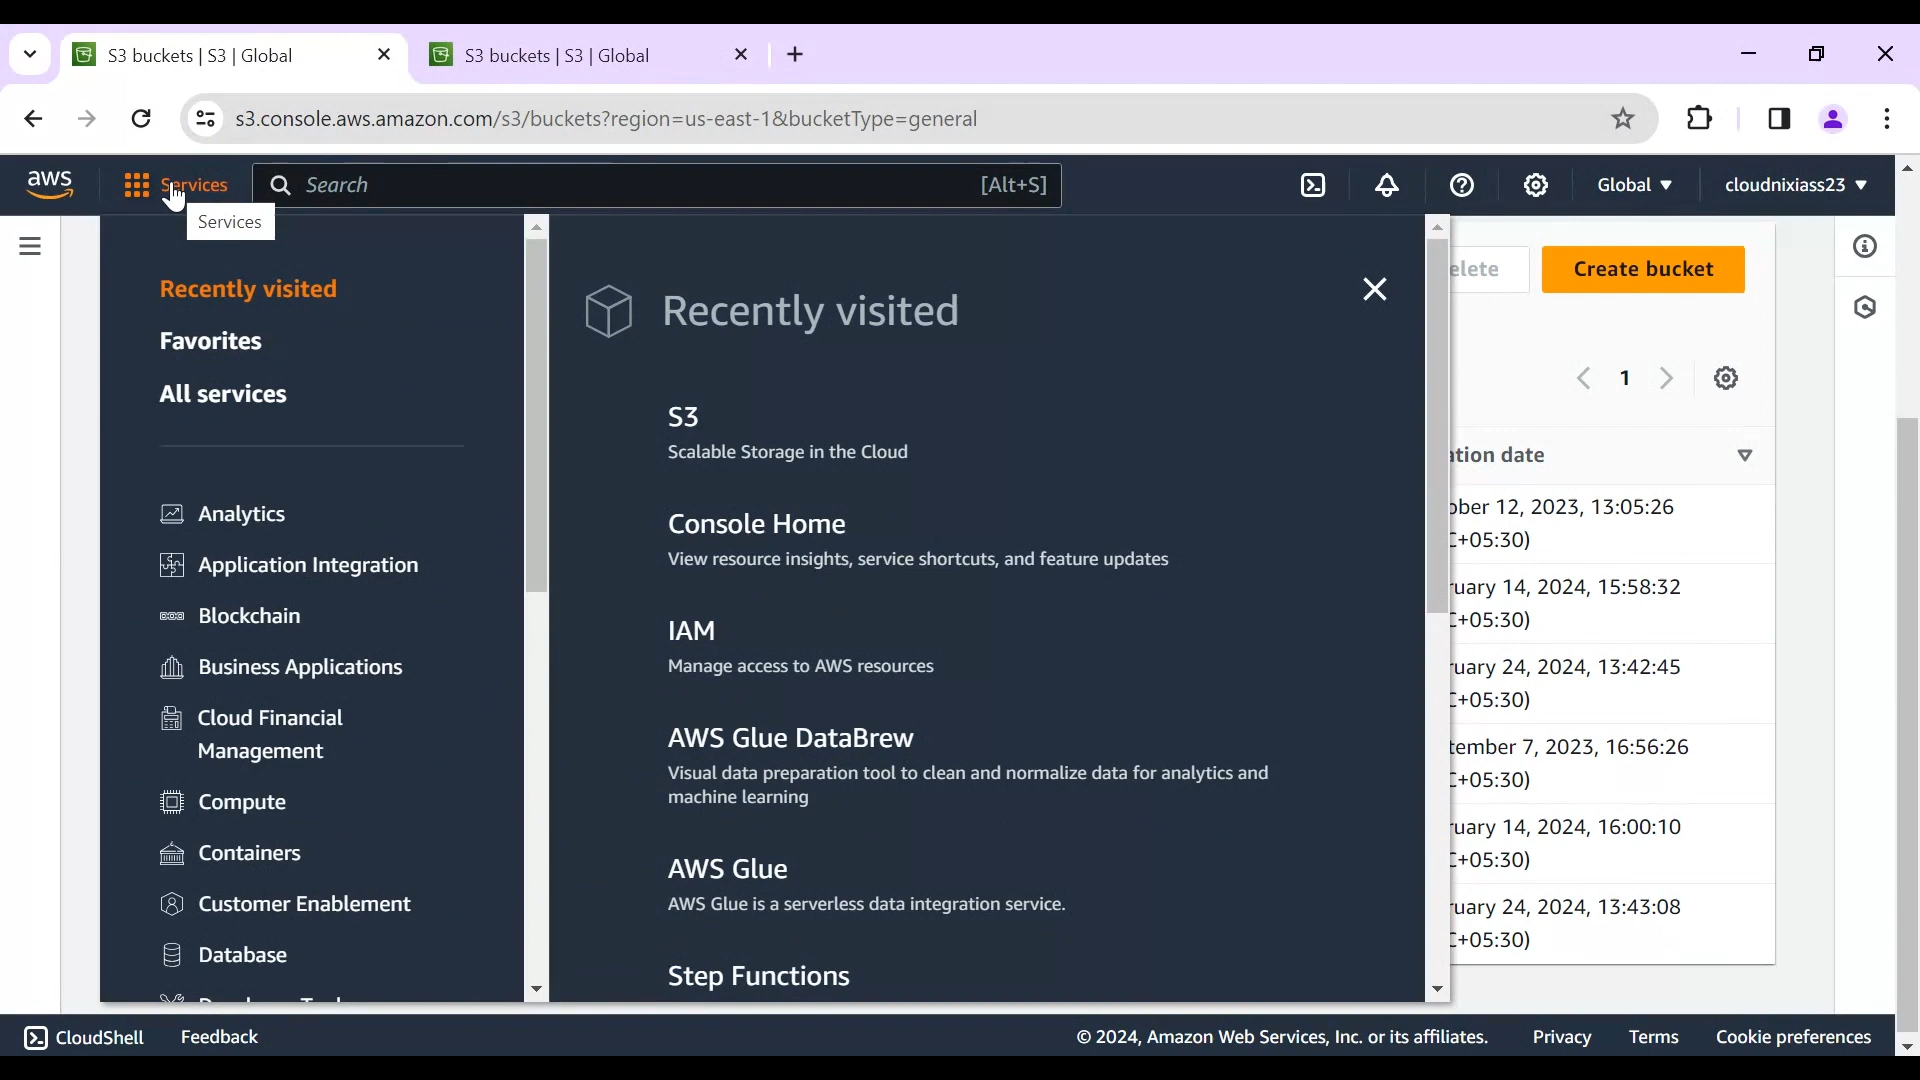 S3 buckets | S3 | Global
S3 buckets | S3 | Global
s3.console.aws.amazon.com/s3/buckets?region=us-east-1&bucketType=general
aws
Services
Search
[Alt+S]
Global
cloudnixiass23
Services
Recently visited
Favorites
All services
Analytics
Application Integration
Blockchain
Business Applications
Cloud Financial
Management
Compute
Containers
Customer Enablement
Database
Recently visited
S3
Scalable Storage in the Cloud
Console Home
View resource insights, service shortcuts, and feature updates
IAM
Manage access to AWS resources
AWS Glue DataBrew
Visual data preparation tool to clean and normalize data for analytics and
machine learning
AWS Glue
AWS Glue is a serverless data integration service.
Step Functions
elete
Create bucket
1
ation date
ober 12, 2023, 13:05:26
C+05:30)
ruary 14, 2024, 15:58:32
C+05:30)
ruary 24, 2024, 13:42:45
C+05:30)
tember 7, 2023, 16:56:26
C+05:30)
ruary 14, 2024, 16:00:10
C+05:30)
ruary 24, 2024, 13:43:08
C+05:30)
CloudShell
Feedback
© 2024, Amazon Web Services, Inc. or its affiliates.
Privacy
Terms
Cookie preferences